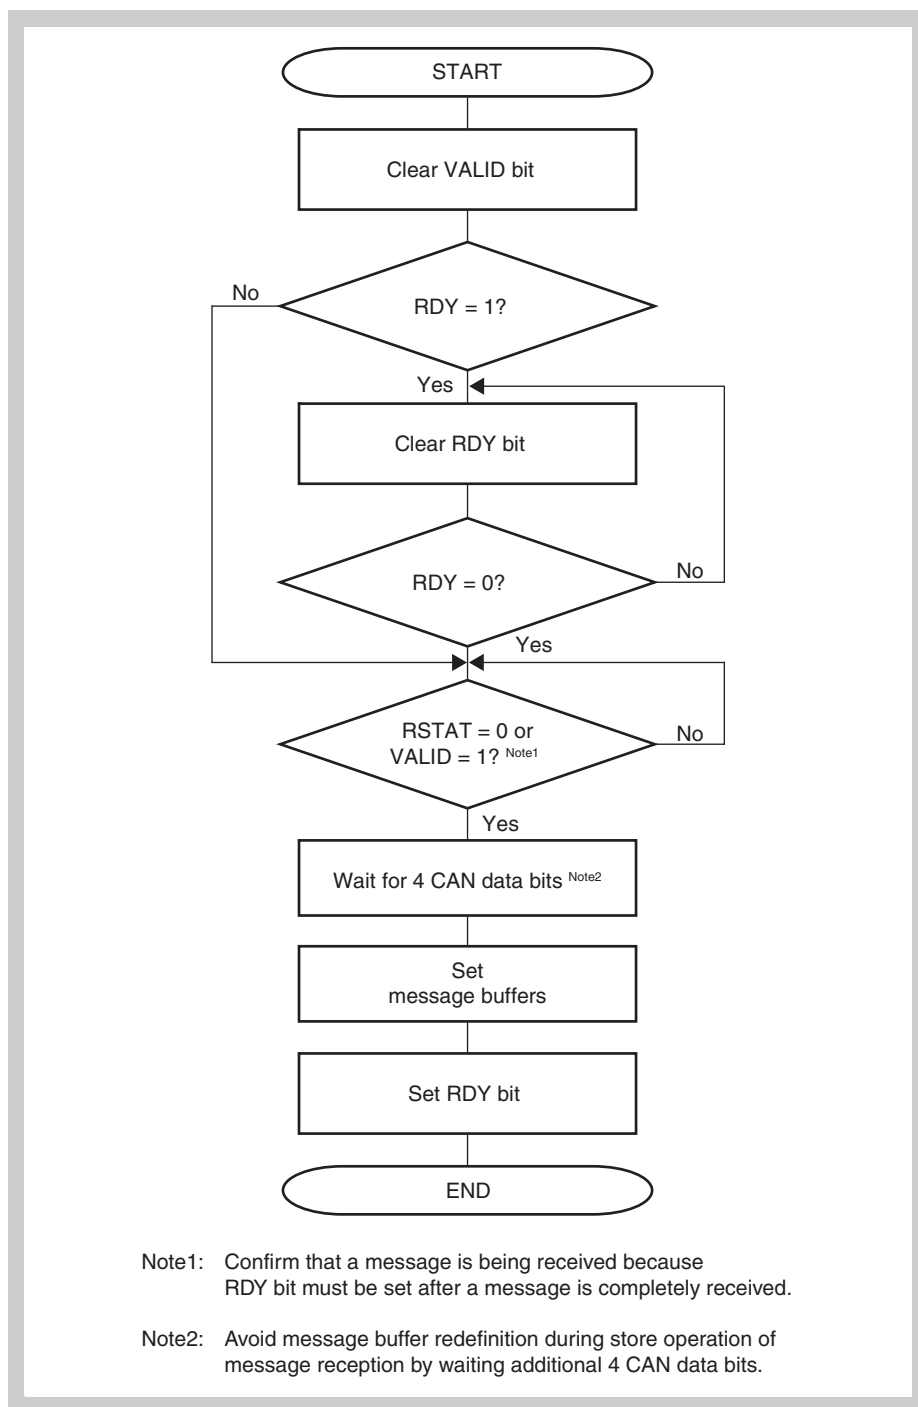 START
Clear VALID bit
RDY = 1?
No
Yes
Clear RDY bit
RDY = 0?
No
Yes
RSTAT = 0 or
VALID = 1? Note1
No
Yes
Wait for 4 CAN data bits Note2
Set
message buffers
Set RDY bit
END
Note1: Confirm that a message is being received because
RDY bit must be set after a message is completely received.
Note2: Avoid message buffer redefinition during store operation of
message reception by waiting additional 4 CAN data bits.